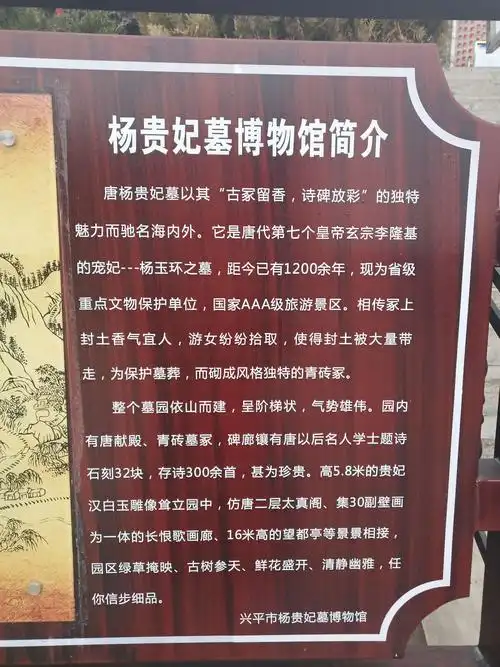 杨贵妃墓博物馆简介
唐杨贵妃墓以其“古冢留香，诗碑放彩”的独特
魅力而驰名海内外。它是唐代第七个皇帝玄宗李隆基
的宠妃---杨玉环之墓，距今已有1200余年，现为省级
重点文物保护单位，国家AAA级旅游景区。相传冢上
封土香气宜人，游女纷纷拾取，使得封土被大量带
走，为保护墓葬，而砌成风格独特的青砖冢。
整个墓园依山而建，呈阶梯状，气势雄伟。园内
有唐献殿、青砖墓冢，碑廊镶有唐以后名人学士题诗
石刻32块，存诗300余首，甚为珍贵。高5.8米的贵妃
汉白玉雕像耸立园中，仿唐二层太真阁、集30副壁画
为一体的长恨歌画廊、16米高的望都亭等景景相接，
园区绿草掩映、古树参天、鲜花盛开、清静幽雅，任
你信步细品。
兴平市杨贵妃墓博物馆